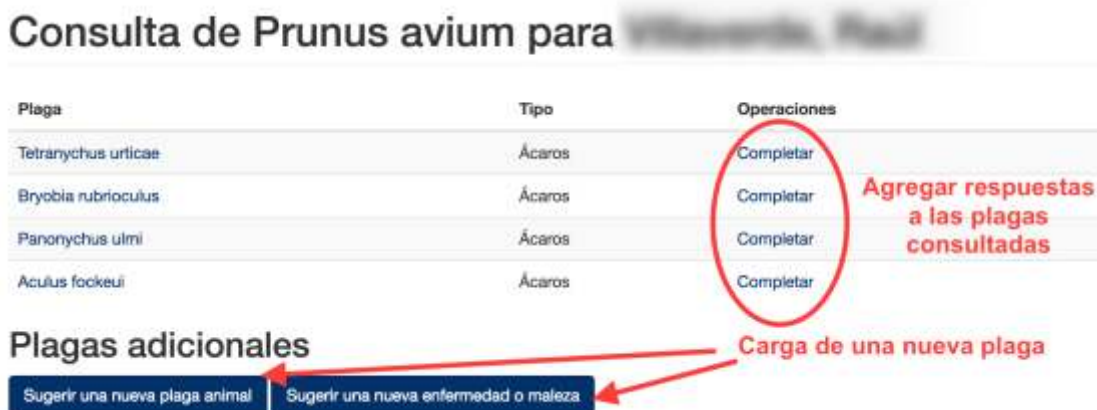 Consulta de Prunus avium para
Plaga Tipo Operaciones
Tetranychus urticae Ácaros Completar
Bryobia rubrioculus Ácaros Completar
Panonychus ulmi Ácaros Completar
Aculus fockeui Ácaros Completar
Agregar respuestas
a las plagas
consultadas
Plagas adicionales
Carga de una nueva plaga
Sugerir una nueva plaga animal Sugerir una nueva enfermedad o maleza